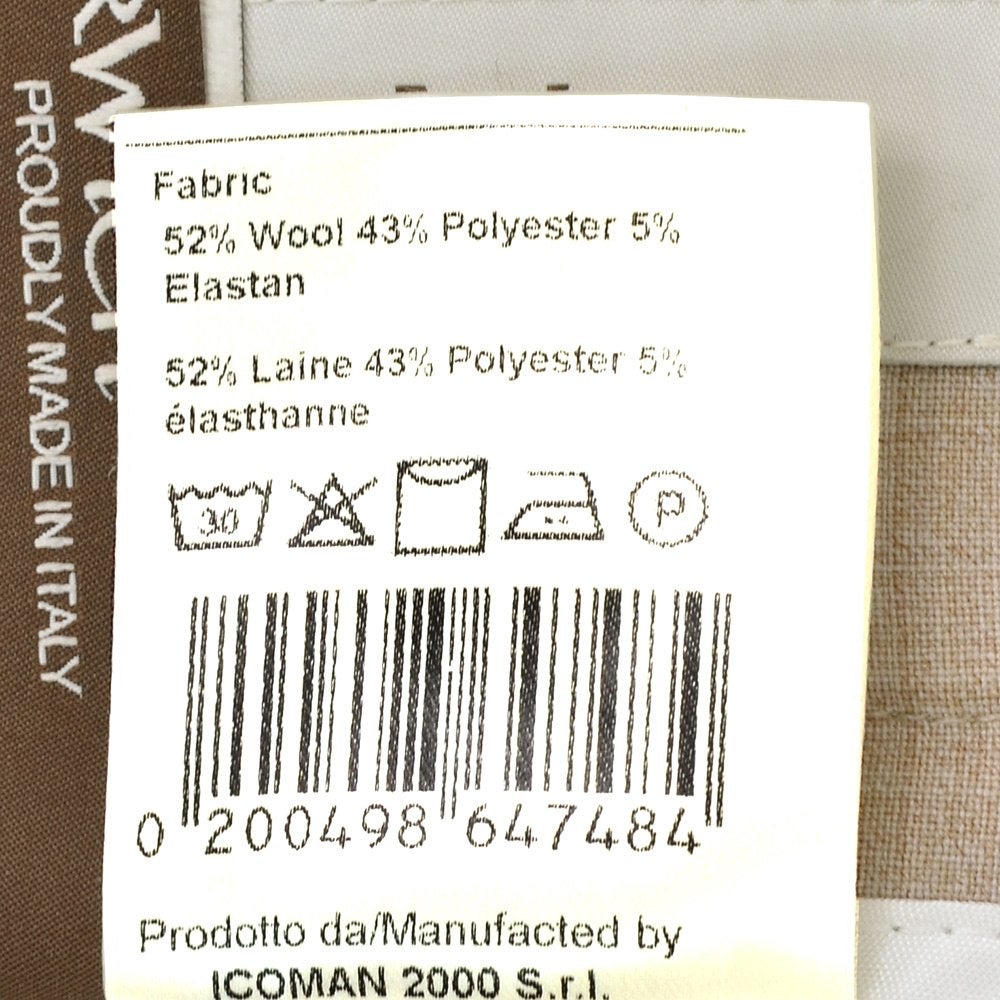 PROUDLY MADE IN ITALY
Fabric
52% Wool 43% Polyester 5%
Elastan
52% Laine 43% Polyester 5%
élasthanne
30
P
0 200498 647484
Prodotto da/Manufacted by
ICOMAN 2000 S.r.l.